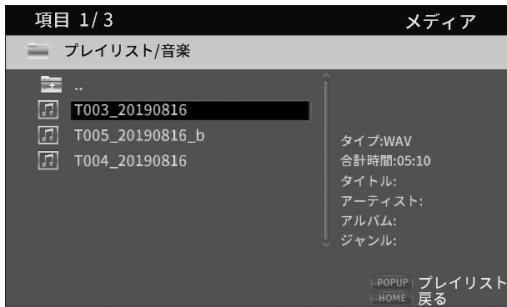 項目 1/3
メディア
プレイリスト/音楽
..
T003_20190816
T005_20190816_b
T004_20190816
タイプ:WAV
合計時間:05:10
タイトル:
アーティスト:
アルバム:
ジャンル:
POPUP プレイリスト
HOME 戻る